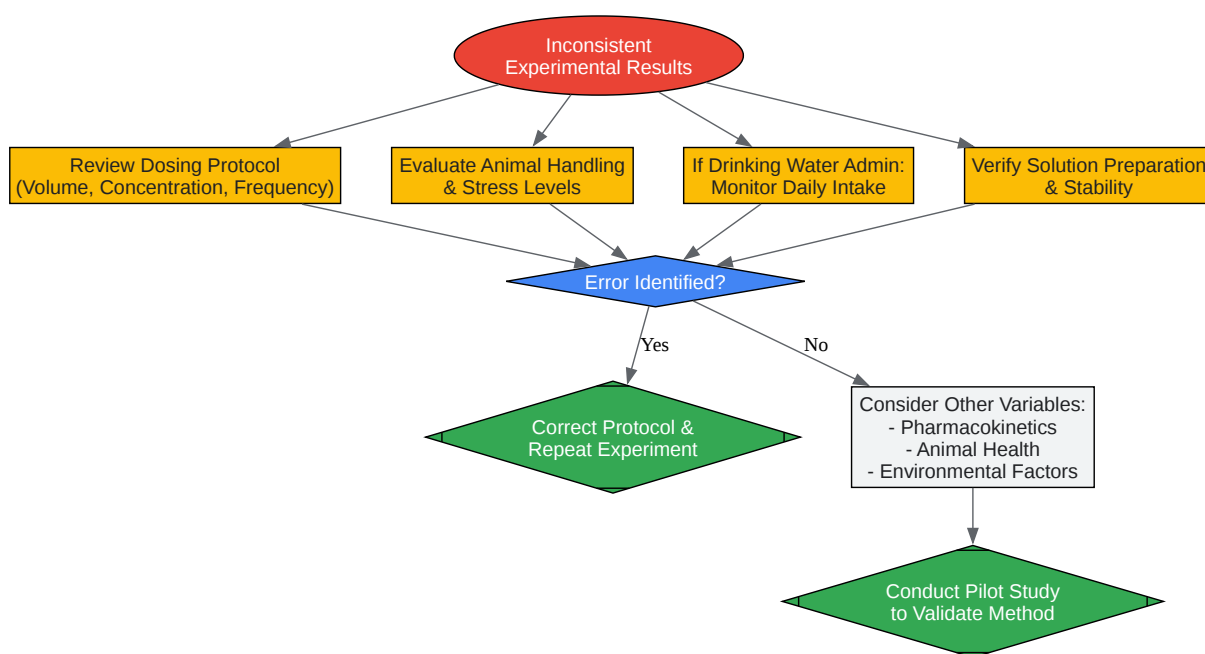 Inconsistent
Experimental Results
Review Dosing Protocol
(Volume, Concentration, Frequency)
Evaluate Animal Handling
& Stress Levels
If Drinking Water Admin:
Monitor Daily Intake
Verify Solution Preparation
& Stability
Error Identified?
Yes
No
Correct Protocol &
Repeat Experiment
Consider Other Variables:
- Pharmacokinetics
- Animal Health
- Environmental Factors
Conduct Pilot Study
to Validate Method